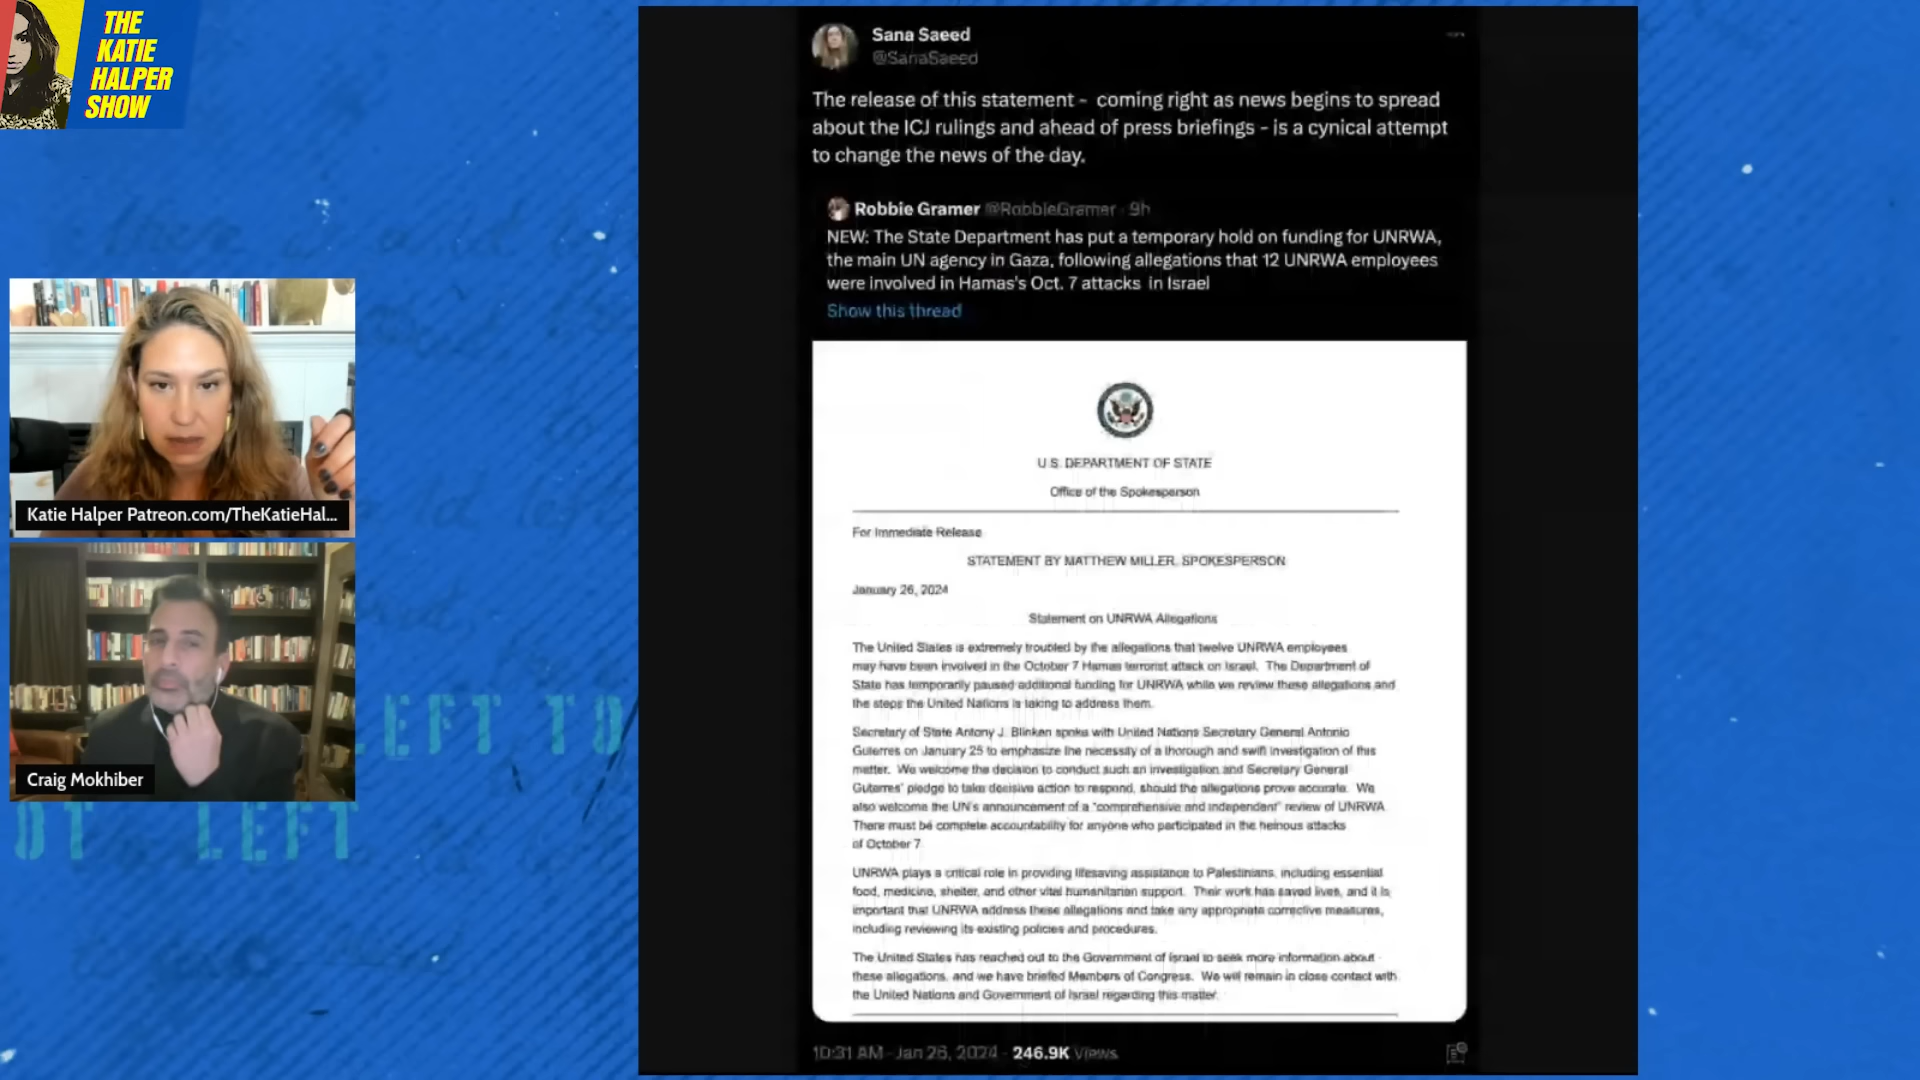 THE
KATIE
HALPER
SHOW
Sana Saeed
@SanaSaeed
The release of this statement - coming right as news begins to spread
about the ICJ rulings and ahead of press briefings - is a cynical attempt
to change the news of the day.
Robbie Gramer @RobbieGramer · 9h
NEW: The State Department has put a temporary hold on funding for UNRWA,
the main UN agency in Gaza, following allegations that 12 UNRWA employees
were involved in Hamas's Oct. 7 attacks in Israel
Show this thread
U.S. DEPARTMENT OF STATE
Office of the Spokesperson
For Immediate Release
STATEMENT BY MATTHEW MILLER, SPOKESPERSON
January 26, 2024
Statement on UNRWA Allegations
The United States is extremely troubled by the allegations that twelve UNRWA employees
may have been involved in the October 7 Hamas terrorist attack on Israel. The Department of
State has temporarily paused additional funding for UNRWA while we review these allegations and
the steps the United Nations is taking to address them.
Secretary of State Antony J. Blinken spoke with United Nations Secretary General Antonio
Guterres on January 25 to emphasize the necessity of a thorough and swift investigation of this
matter. We welcome the decision to conduct such an investigation and Secretary General
Guterres' pledge to take decisive action to respond, should the allegations prove accurate. We
also welcome the UN's announcement of a "comprehensive and independent" review of UNRWA.
There must be complete accountability for anyone who participated in the heinous attacks
of October 7
UNRWA plays a critical role in providing lifesaving assistance to Palestinians, including essential
food, medicine, shelter, and other vital humanitarian support. Their work has saved lives, and it is
important that UNRWA address these allegations and take any appropriate corrective measures,
including reviewing its existing policies and procedures.
The United States has reached out to the Government of Israel to seek more information about
these allegations, and we have briefed Members of Congress. We will remain in close contact with
the United Nations and Government of Israel regarding this matter.
10:31 AM · Jan 26, 2024 · 246.9K Views
Katie Halper Patreon.com/TheKatieHal...
Craig Mokhiber
LEFT TO
OT LEFT